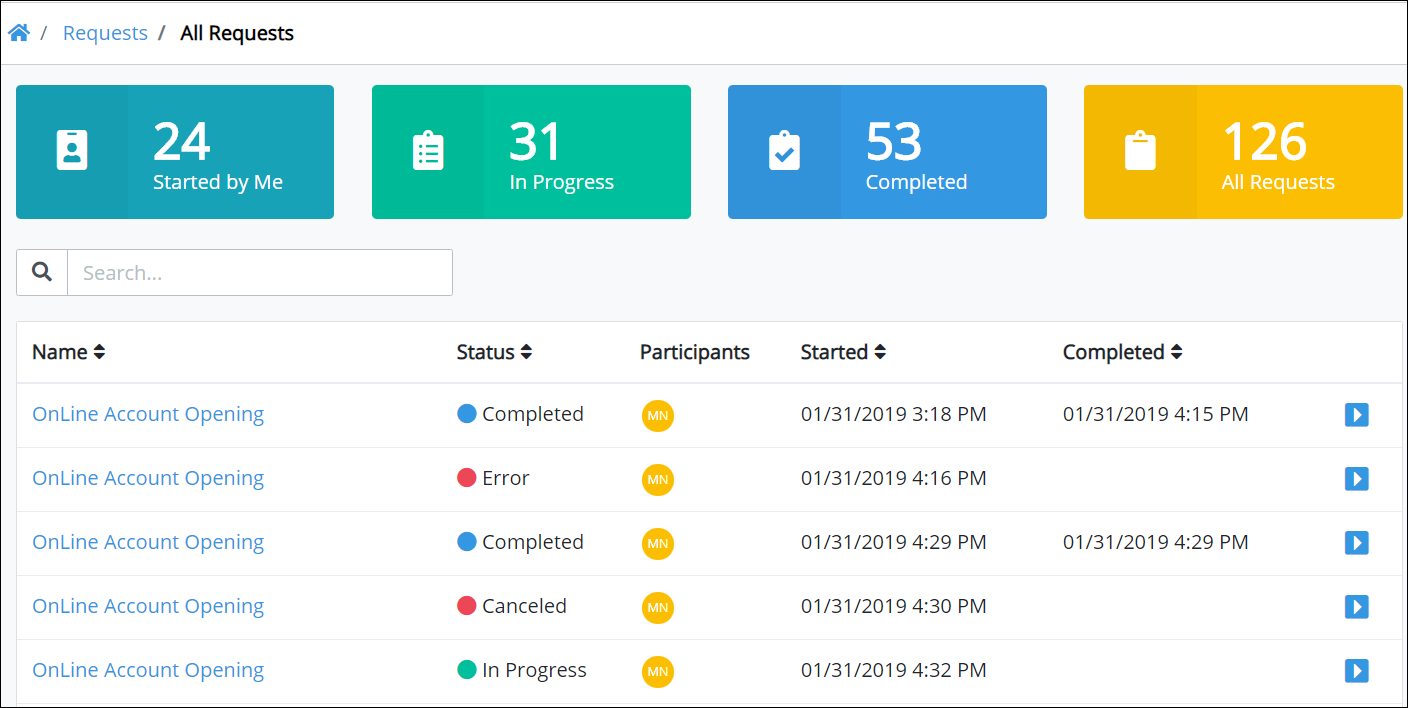 / Requests / All Requests
24 31 53 126
Started by Me In Progress Completed All Requests
Search...
Name Status Participants Started Completed
OnLine Account Opening Completed MN 01/31/2019 3:18 PM 01/31/2019 4:15 PM
OnLine Account Opening Error MN 01/31/2019 4:16 PM
OnLine Account Opening Completed MN 01/31/2019 4:29 PM 01/31/2019 4:29 PM
OnLine Account Opening Canceled MN 01/31/2019 4:30 PM
OnLine Account Opening In Progress MN 01/31/2019 4:32 PM